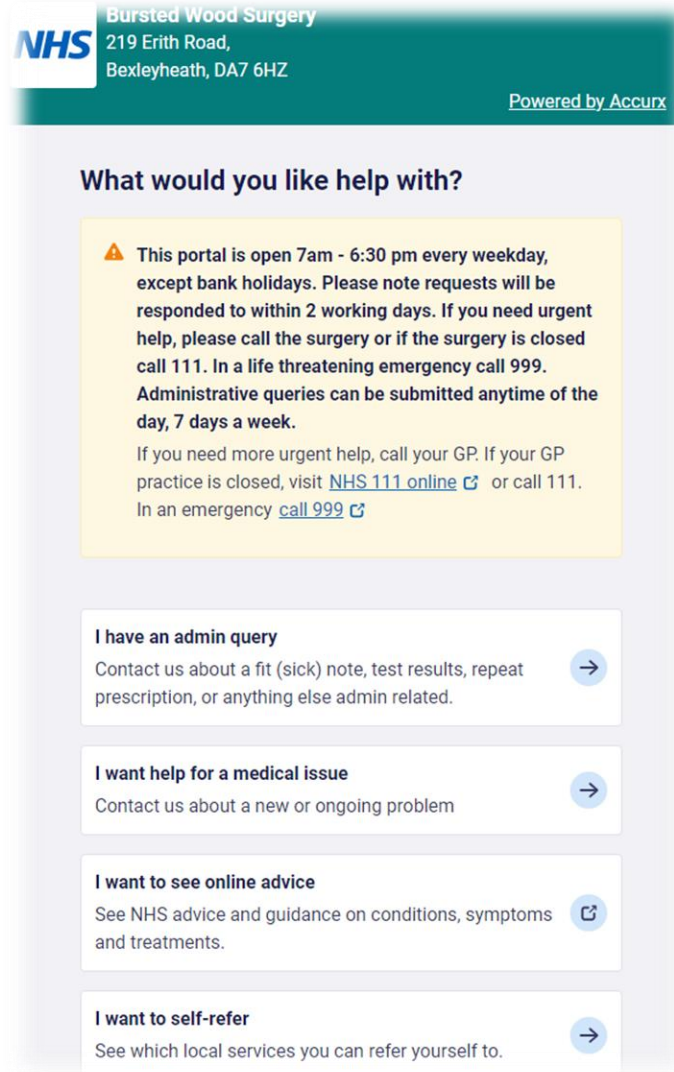 Bursted Wood Surgery
NHS
219 Erith Road,
Bexleyheath, DA7 6HZ
Powered by Accurx
What would you like help with?
This portal is open 7am - 6:30 pm every weekday,
except bank holidays. Please note requests will be
responded to within 2 working days. If you need urgent
help, please call the surgery or if the surgery is closed
call 111. In a life threatening emergency call 999.
Administrative queries can be submitted anytime of the
day, 7 days a week.
If you need more urgent help, call your GP. If your GP
practice is closed, visit NHS 111 online or call 111.
In an emergency call 999
I have an admin query
Contact us about a fit (sick) note, test results, repeat
prescription, or anything else admin related.
I want help for a medical issue
Contact us about a new or ongoing problem
I want to see online advice
See NHS advice and guidance on conditions, symptoms
and treatments.
I want to self-refer
See which local services you can refer yourself to.